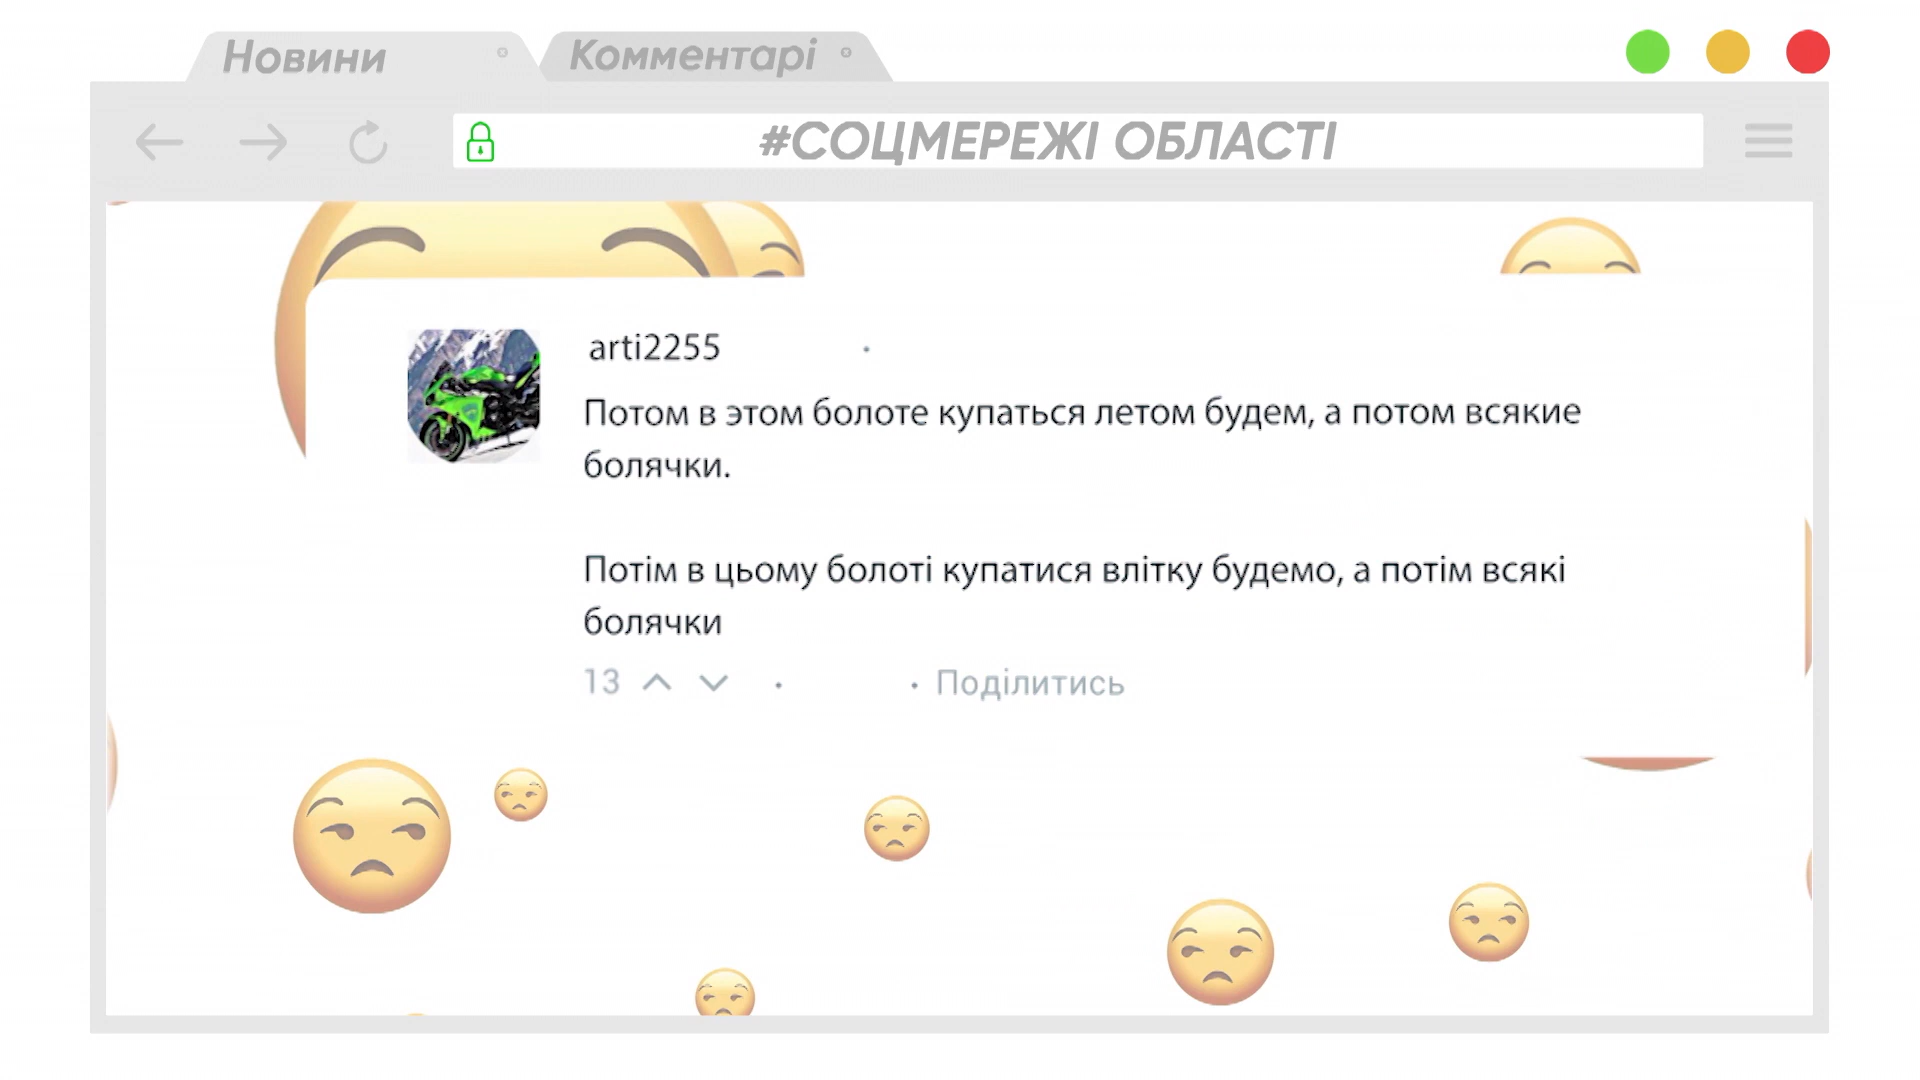 Новини
Комментарі
#СОЦМЕРЕЖІ ОБЛАСТІ
arti2255
Потом в этом болоте купаться летом будем, а потом всякие
болячки.
Потім в цьому болоті купатися влітку будемо, а потім всякі
болячки
13 · · Поділитись